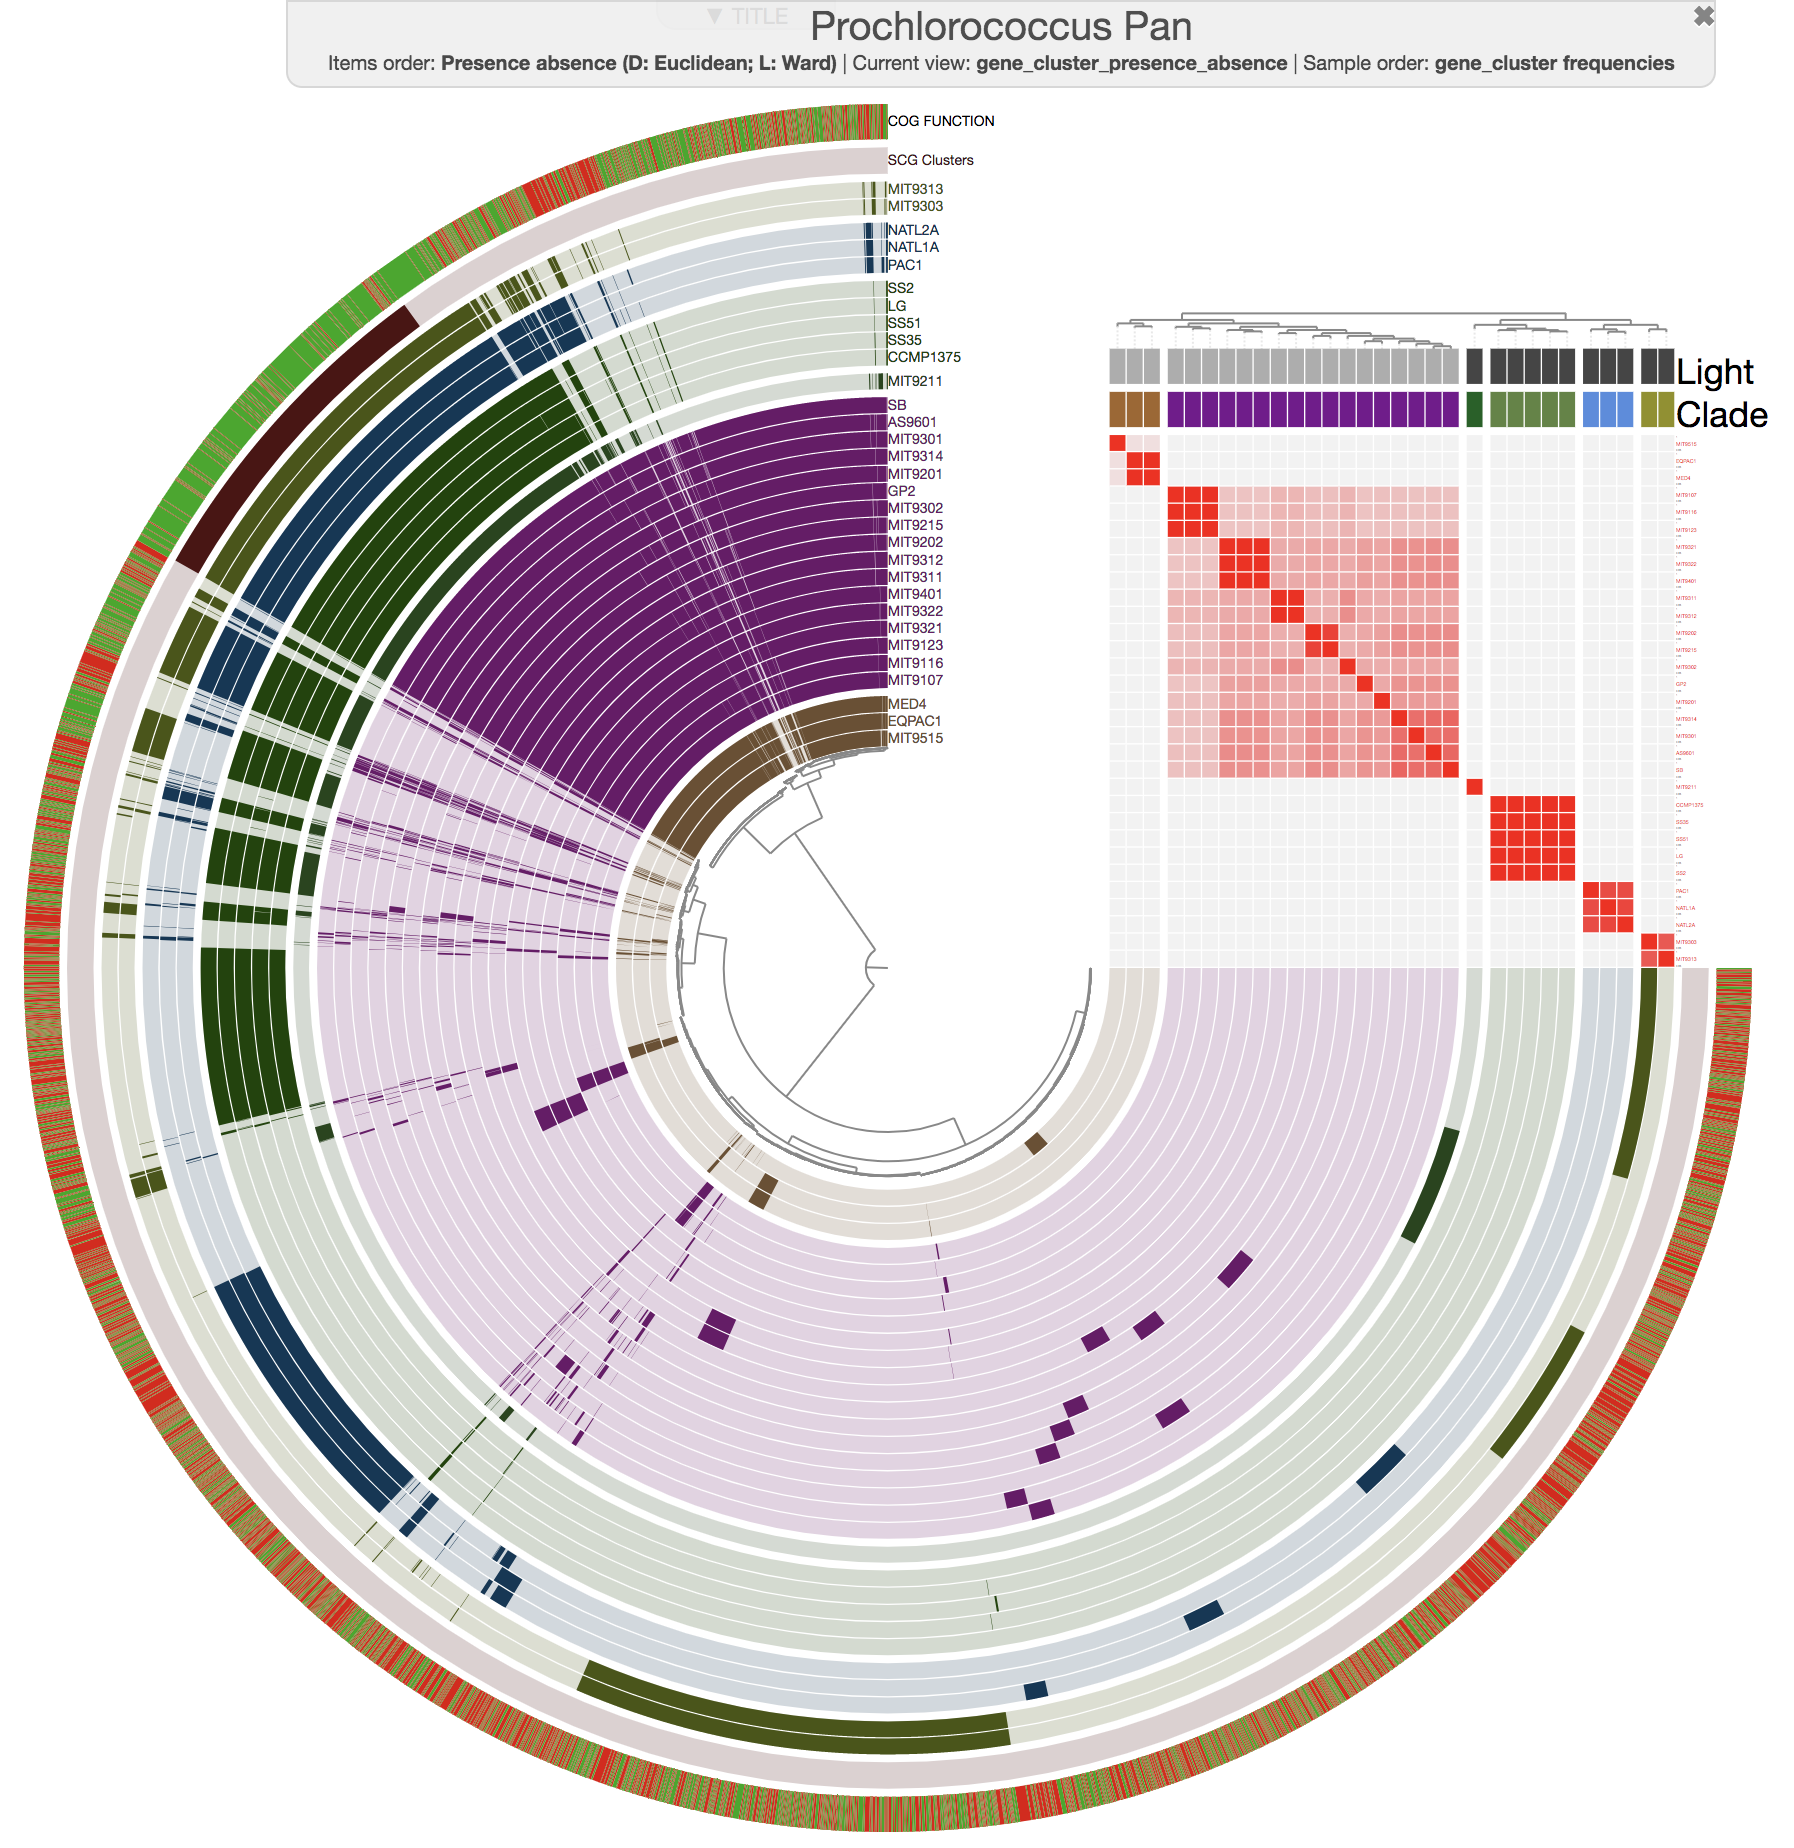 ▼ TITLE
Prochlorococcus Pan
✖
Items order: Presence absence (D: Euclidean; L: Ward) | Current view: gene_cluster_presence_absence | Sample order: gene_cluster frequencies
COG FUNCTION
SCG Clusters
MIT9313
MIT9303
NATL2A
NATL1A
PAC1
SS2
LG
SS51
SS35
CCMP1375
MIT9211
SB
AS9601
MIT9301
MIT9314
MIT9201
GP2
MIT9302
MIT9215
MIT9202
MIT9312
MIT9311
MIT9401
MIT9322
MIT9321
MIT9123
MIT9116
MIT9107
MED4
EQPAC1
MIT9515
Light
Clade
MIT9515
EQPAC1
MED4
MIT9107
MIT9116
MIT9123
MIT9321
MIT9322
MIT9401
MIT9311
MIT9312
MIT9202
MIT9215
MIT9302
GP2
MIT9201
MIT9314
MIT9301
AS9601
SB
MIT9211
CCMP1375
SS35
SS51
LG
SS2
PAC1
NATL1A
NATL2A
MIT9303
MIT9313